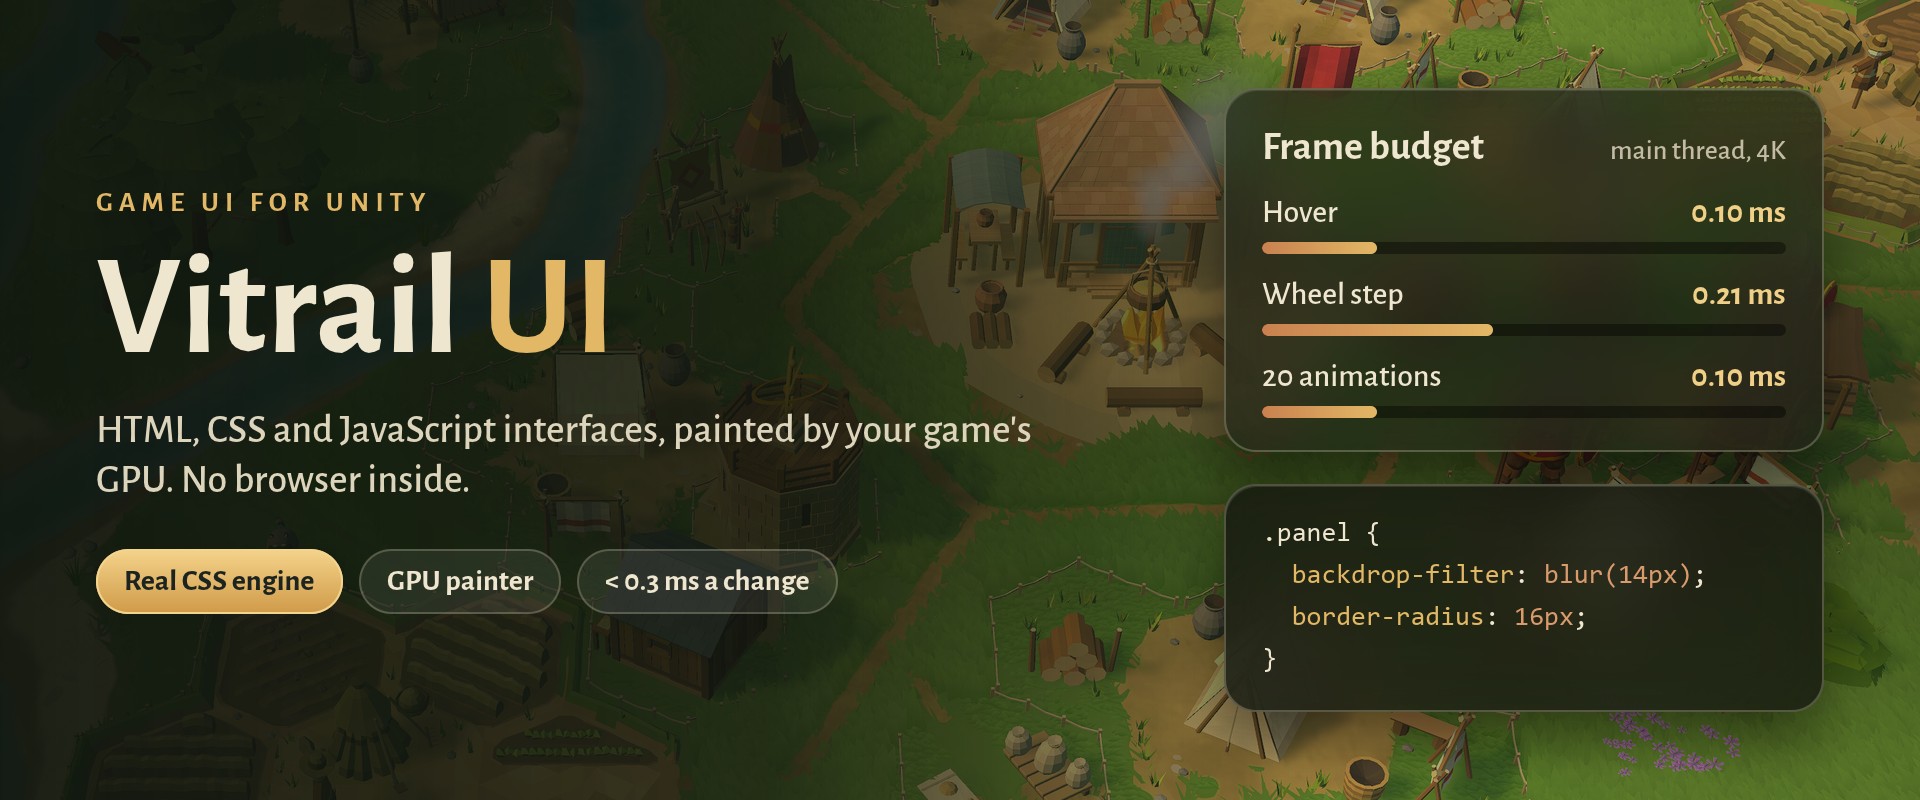 GAME UI FOR UNITY
Vitrail UI
HTML, CSS and JavaScript interfaces, painted by your game's
GPU. No browser inside.
Real CSS engine
GPU painter
< 0.3 ms a change
Frame budget
main thread, 4K
Hover
0.10 ms
Wheel step
0.21 ms
20 animations
0.10 ms
.panel {
  backdrop-filter: blur(14px);
  border-radius: 16px;
}